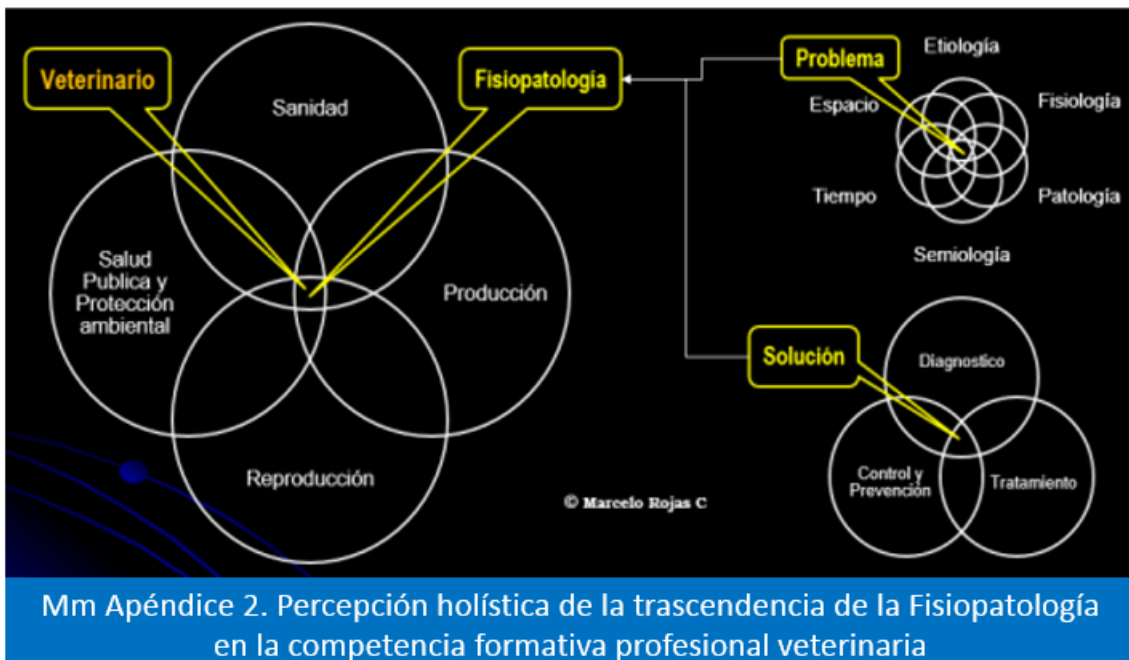 Veterinario
Fisiopatología
Sanidad
Salud
Publica y
Protección
ambiental
Producción
Reproducción
Problema
Etiología
Espacio
Fisiología
Tiempo
Patología
Semiología
Solución
Diagnostico
Control y
Prevención
Tratamiento
© Marcelo Rojas C
Mm Apéndice 2. Percepción holística de la trascendencia de la Fisiopatología
en la competencia formativa profesional veterinaria